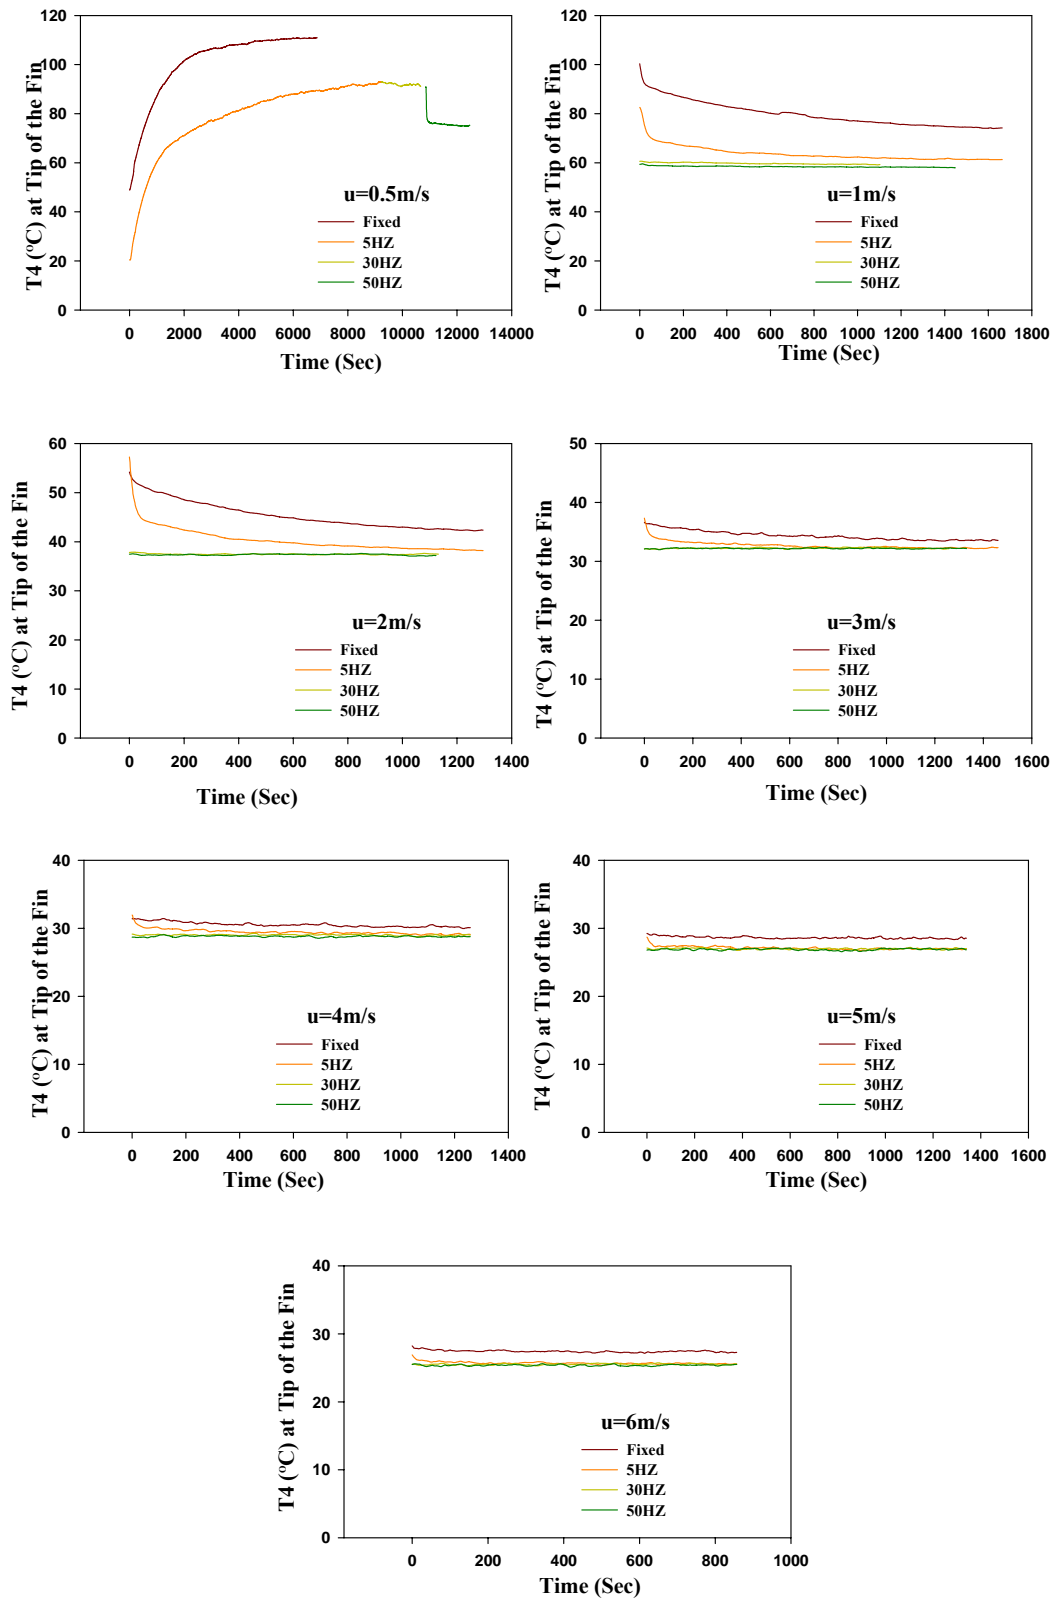 T4 (ºC) at Tip of the Fin
120
100
80
60
40
20
0
u=0.5m/s
Fixed
5HZ
30HZ
50HZ
0 2000 4000 6000 8000 10000 12000 14000
Time (Sec)
T4 (ºC) at Tip of the Fin
120
100
80
60
40
20
0
u=1m/s
Fixed
5HZ
30HZ
50HZ
0 200 400 600 800 1000 1200 1400 1600 1800
Time (Sec)
T4 (ºC) at Tip of the Fin
60
50
40
30
20
10
0
u=2m/s
Fixed
5HZ
30HZ
50HZ
0 200 400 600 800 1000 1200 1400
Time (Sec)
T4 (ºC) at Tip of the Fin
50
40
30
20
10
0
u=3m/s
Fixed
5HZ
30HZ
50HZ
0 200 400 600 800 1000 1200 1400 1600
Time (Sec)
T4 (ºC) at Tip of the Fin
40
30
20
10
0
u=4m/s
Fixed
5HZ
30HZ
50HZ
0 200 400 600 800 1000 1200 1400
Time (Sec)
T4 (ºC) at Tip of the Fin
40
30
20
10
0
u=5m/s
Fixed
5HZ
30HZ
50HZ
0 200 400 600 800 1000 1200 1400 1600
Time (Sec)
T4 (ºC) at Tip of the Fin
40
30
20
10
0
u=6m/s
Fixed
5HZ
30HZ
50HZ
0 200 400 600 800 1000
Time (Sec)